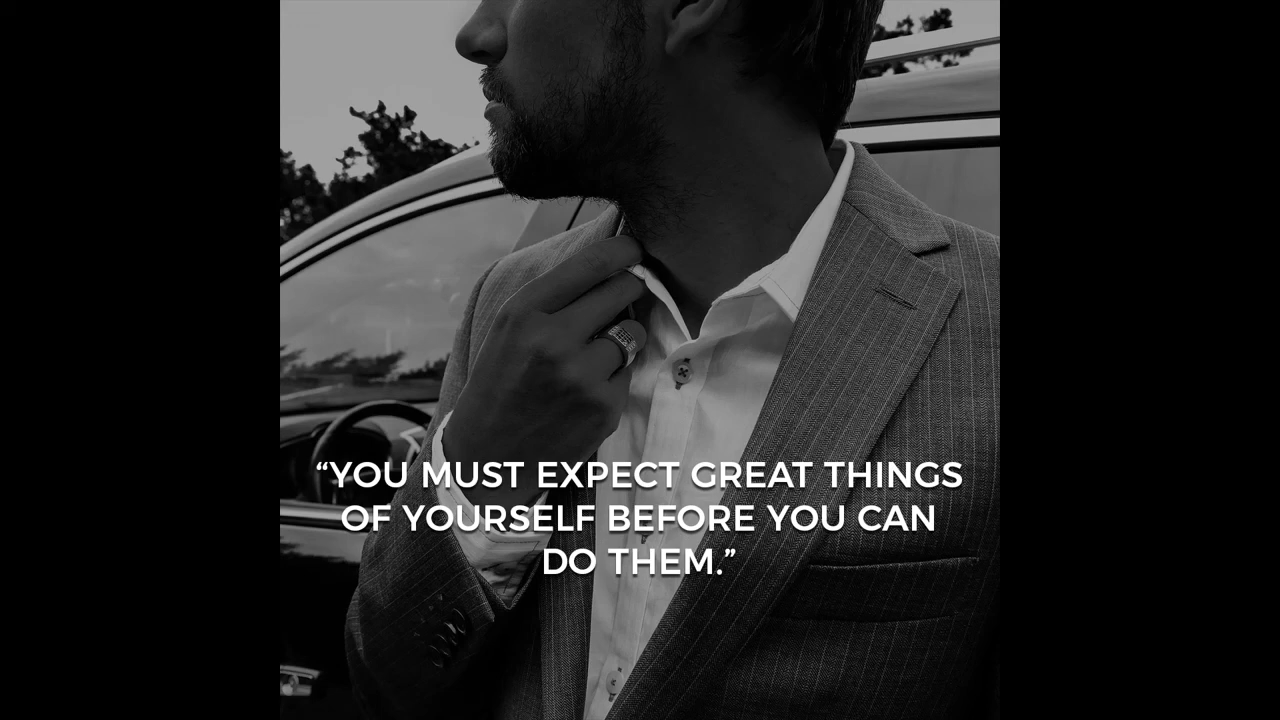 “YOU MUST EXPECT GREAT THINGS
OF YOURSELF BEFORE YOU CAN
DO THEM.”